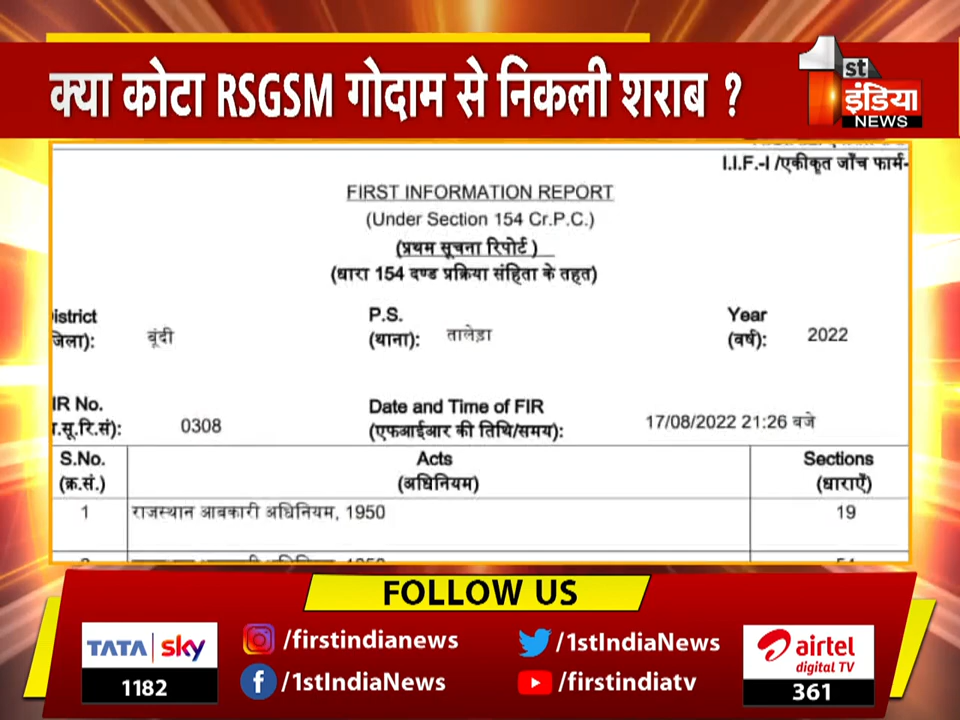 क्या कोटा RSGSM गोदाम से निकली शराब ?
1st
इंडिया
NEWS
I.I.F.-I /एकीकृत जाँच फार्म-
FIRST INFORMATION REPORT
(Under Section 154 Cr.P.C.)
(प्रथम सूचना रिपोर्ट )
(धारा 154 दण्ड प्रक्रिया संहिता के तहत)
istrict P.S. Year
जिला): बूंदी (थाना): तालेड़ा (वर्ष): 2022
IR No. Date and Time of FIR
.सू.रि.सं): 0308 (एफआईआर की तिथि/समय): 17/08/2022 21:26 बजे
S.No. Acts Sections
(क्र.सं.) (अधिनियम) (धाराएँ)
1 राजस्थान आबकारी अधिनियम, 1950 19
FOLLOW US
TATA sky
1182
/firstindianews
/1stIndiaNews
/1stIndiaNews
/firstindiatv
airtel
digital TV
361